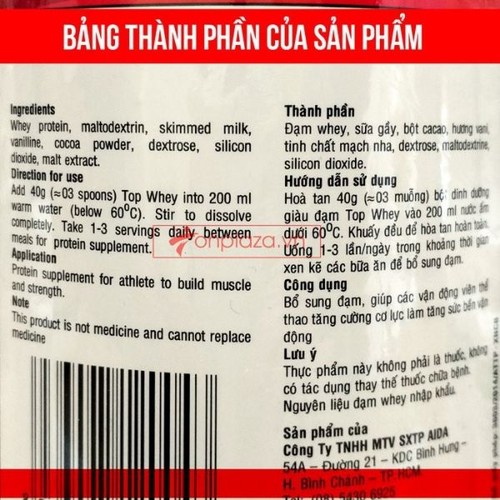 BẢNG THÀNH PHẦN CỦA SẢN PHẨM
Ingredients
Whey protein, maltodextrin, skimmed milk,
vanilline, cocoa powder, dextrose, silicon
dioxide, malt extract.
Direction for use
Add 40g (≈03 spoons) Top Whey into 200 ml
warm water (below 60⁰C). Stir to dissolve
completely. Take 1-3 servings daily between
meals for protein supplement.
Application
Protein supplement for athlete to build muscle
and strength.
Note
This product is not medicine and cannot replace
medicine
Thành phần
Đạm whey, sữa gầy, bột cacao, hương vani,
tinh chất mạch nha, dextrose, maltodextrine,
silicon dioxide.
Hướng dẫn sử dụng
Hoà tan 40g (≈03 muỗng) bột dinh dưỡng
giàu đạm Top Whey vào 200 ml nước ấm
dưới 60⁰C. Khuấy đều để hòa tan hoàn toàn.
Uống 1-3 lần/ngày trong khoảng thời gian
xen kẽ các bữa ăn để bổ sung đạm.
Công dụng
Bổ sung đạm, giúp các vận động viên thể
thao tăng cường cơ lực làm tăng sức bền vận
động
Lưu ý
Thực phẩm này không phải là thuốc, không
có tác dụng thay thế thuốc chữa bệnh.
Nguyên liệu đạm whey nhập khẩu.
Sản phẩm của
Công Ty TNHH MTV SXTP AIDA
54A – Đường 21 – KDC Bình Hưng -
H. Bình Chánh – TP HCM
onplaza.vn